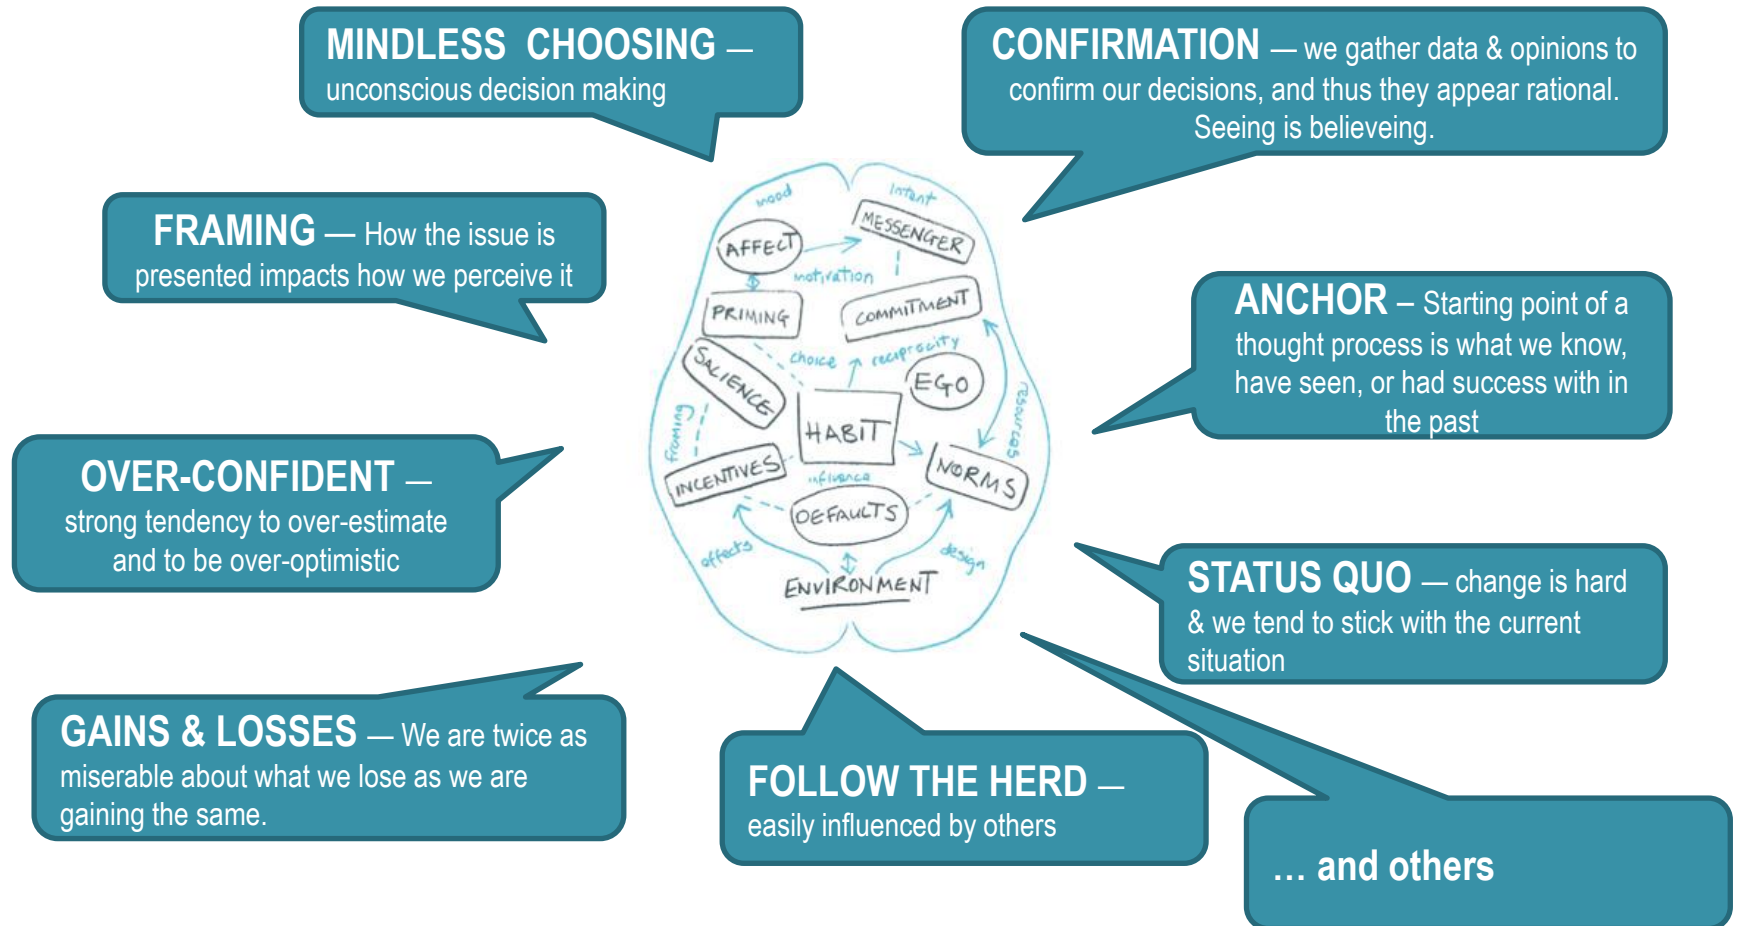 MINDLESS  CHOOSING —
unconscious decision making
CONFIRMATION — we gather data & opinions to
confirm our decisions, and thus they appear rational.
Seeing is believeing.
FRAMING — How the issue is
presented impacts how we perceive it
ANCHOR – Starting point of a
thought process is what we know,
have seen, or had success with in
the past
OVER-CONFIDENT —
strong tendency to over-estimate
and to be over-optimistic
STATUS QUO — change is hard
& we tend to stick with the current
situation
GAINS & LOSSES — We are twice as
miserable about what we lose as we are
gaining the same.
FOLLOW THE HERD —
easily influenced by others
... and others
mood
intent
AFFECT
MESSENGER
motivation
PRIMING
COMMITMENT
choice
reciprocity
SALIENCE
EGO
HABIT
resources
framing
INCENTIVES
NORMS
influence
DEFAULTS
effects
design
ENVIRONMENT